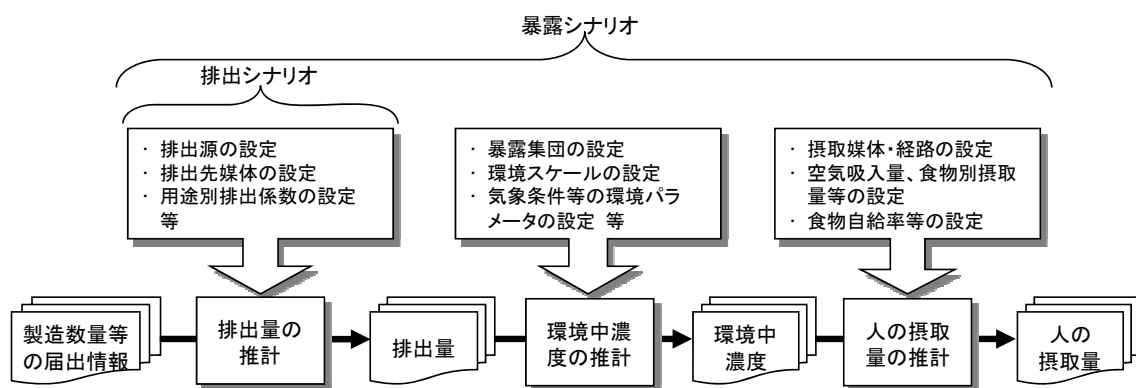 暴露シナリオ
排出シナリオ
・ 排出源の設定
・ 排出先媒体の設定
・ 用途別排出係数の設定
等
・ 暴露集団の設定
・ 環境スケールの設定
・ 気象条件等の環境パラ
メータの設定 等
・ 摂取媒体・経路の設定
・ 空気吸入量、食物別摂取
量等の設定
・ 食物自給率等の設定
製造数量等
の届出情報
排出量の
推計
排出量
環境中濃
度の推計
環境中
濃度
人の摂取
量の推計
人の
摂取量